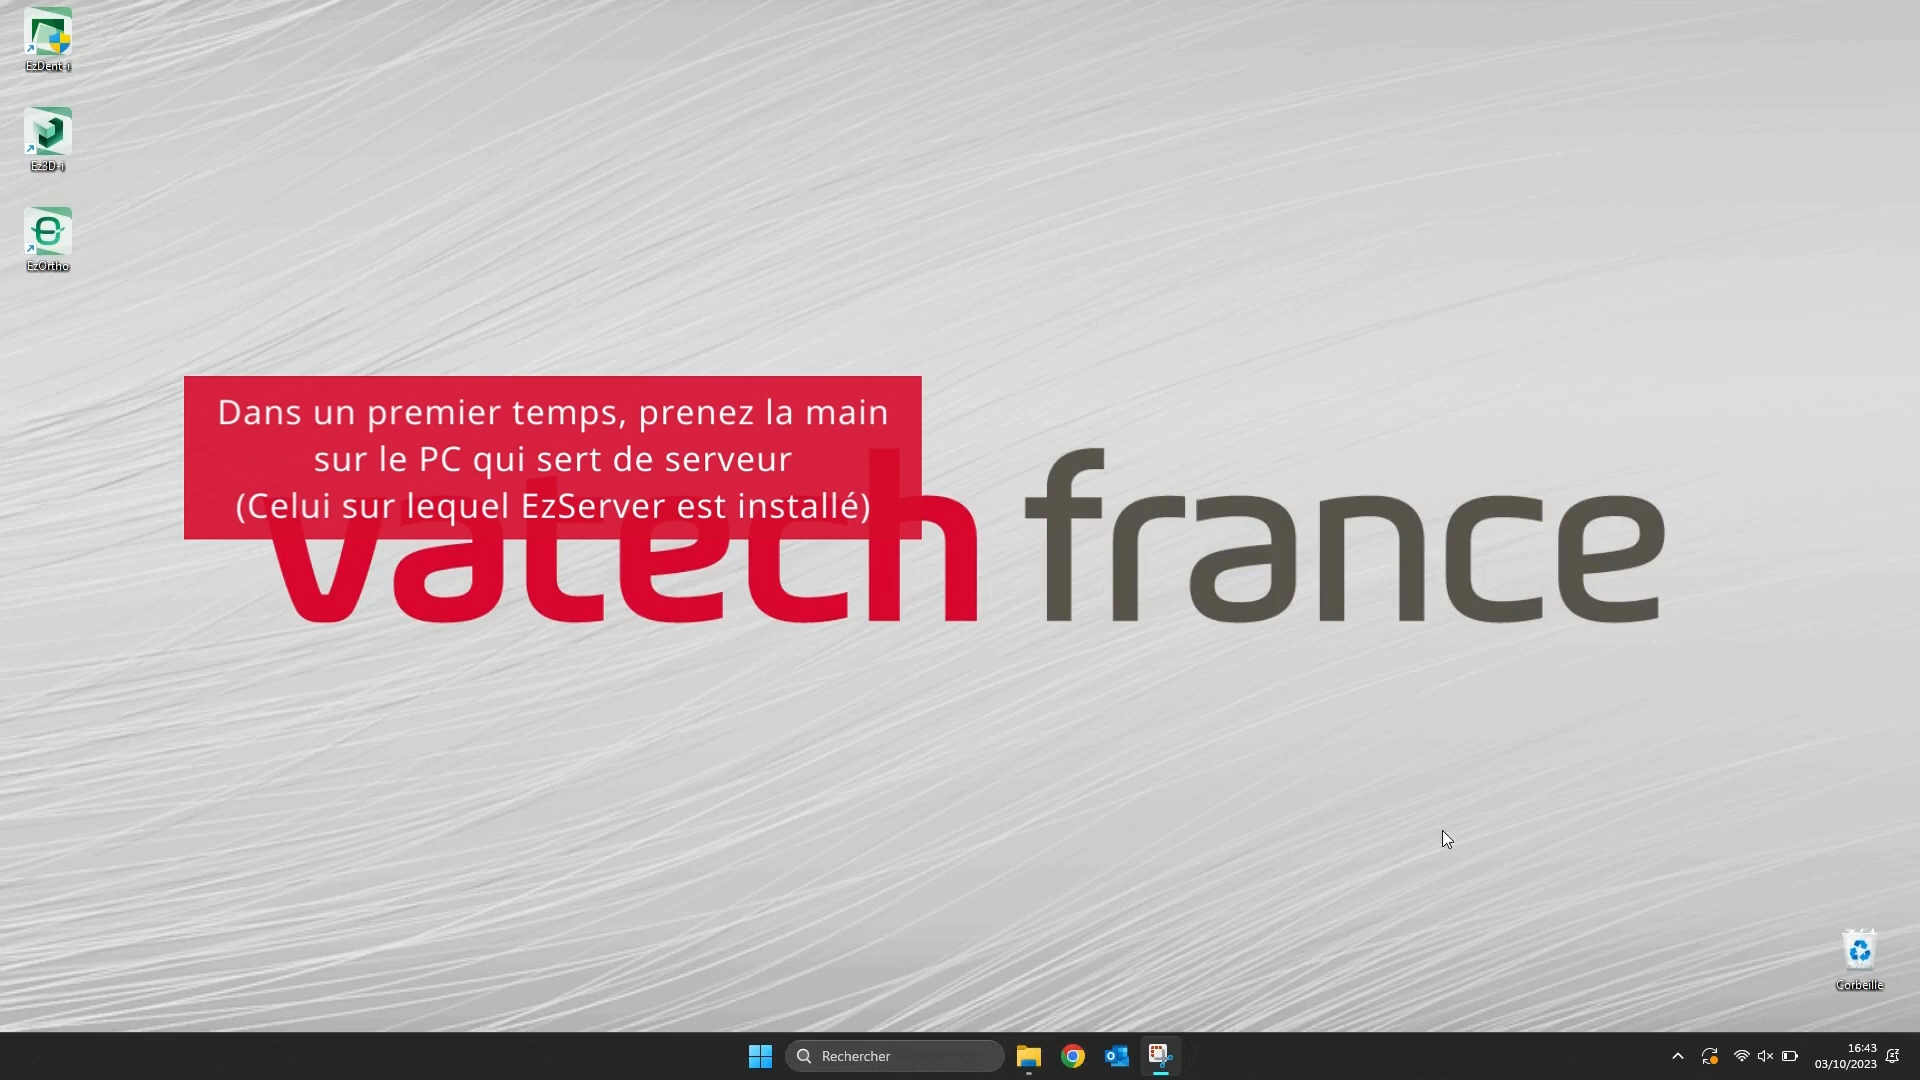 EzDent-i
Ez3D-i
EzOrtho
Dans un premier temps, prenez la main
sur le PC qui sert de serveur
(Celui sur lequel EzServer est installé)
vatech france
Corbeille
Rechercher
16:43
03/10/2023